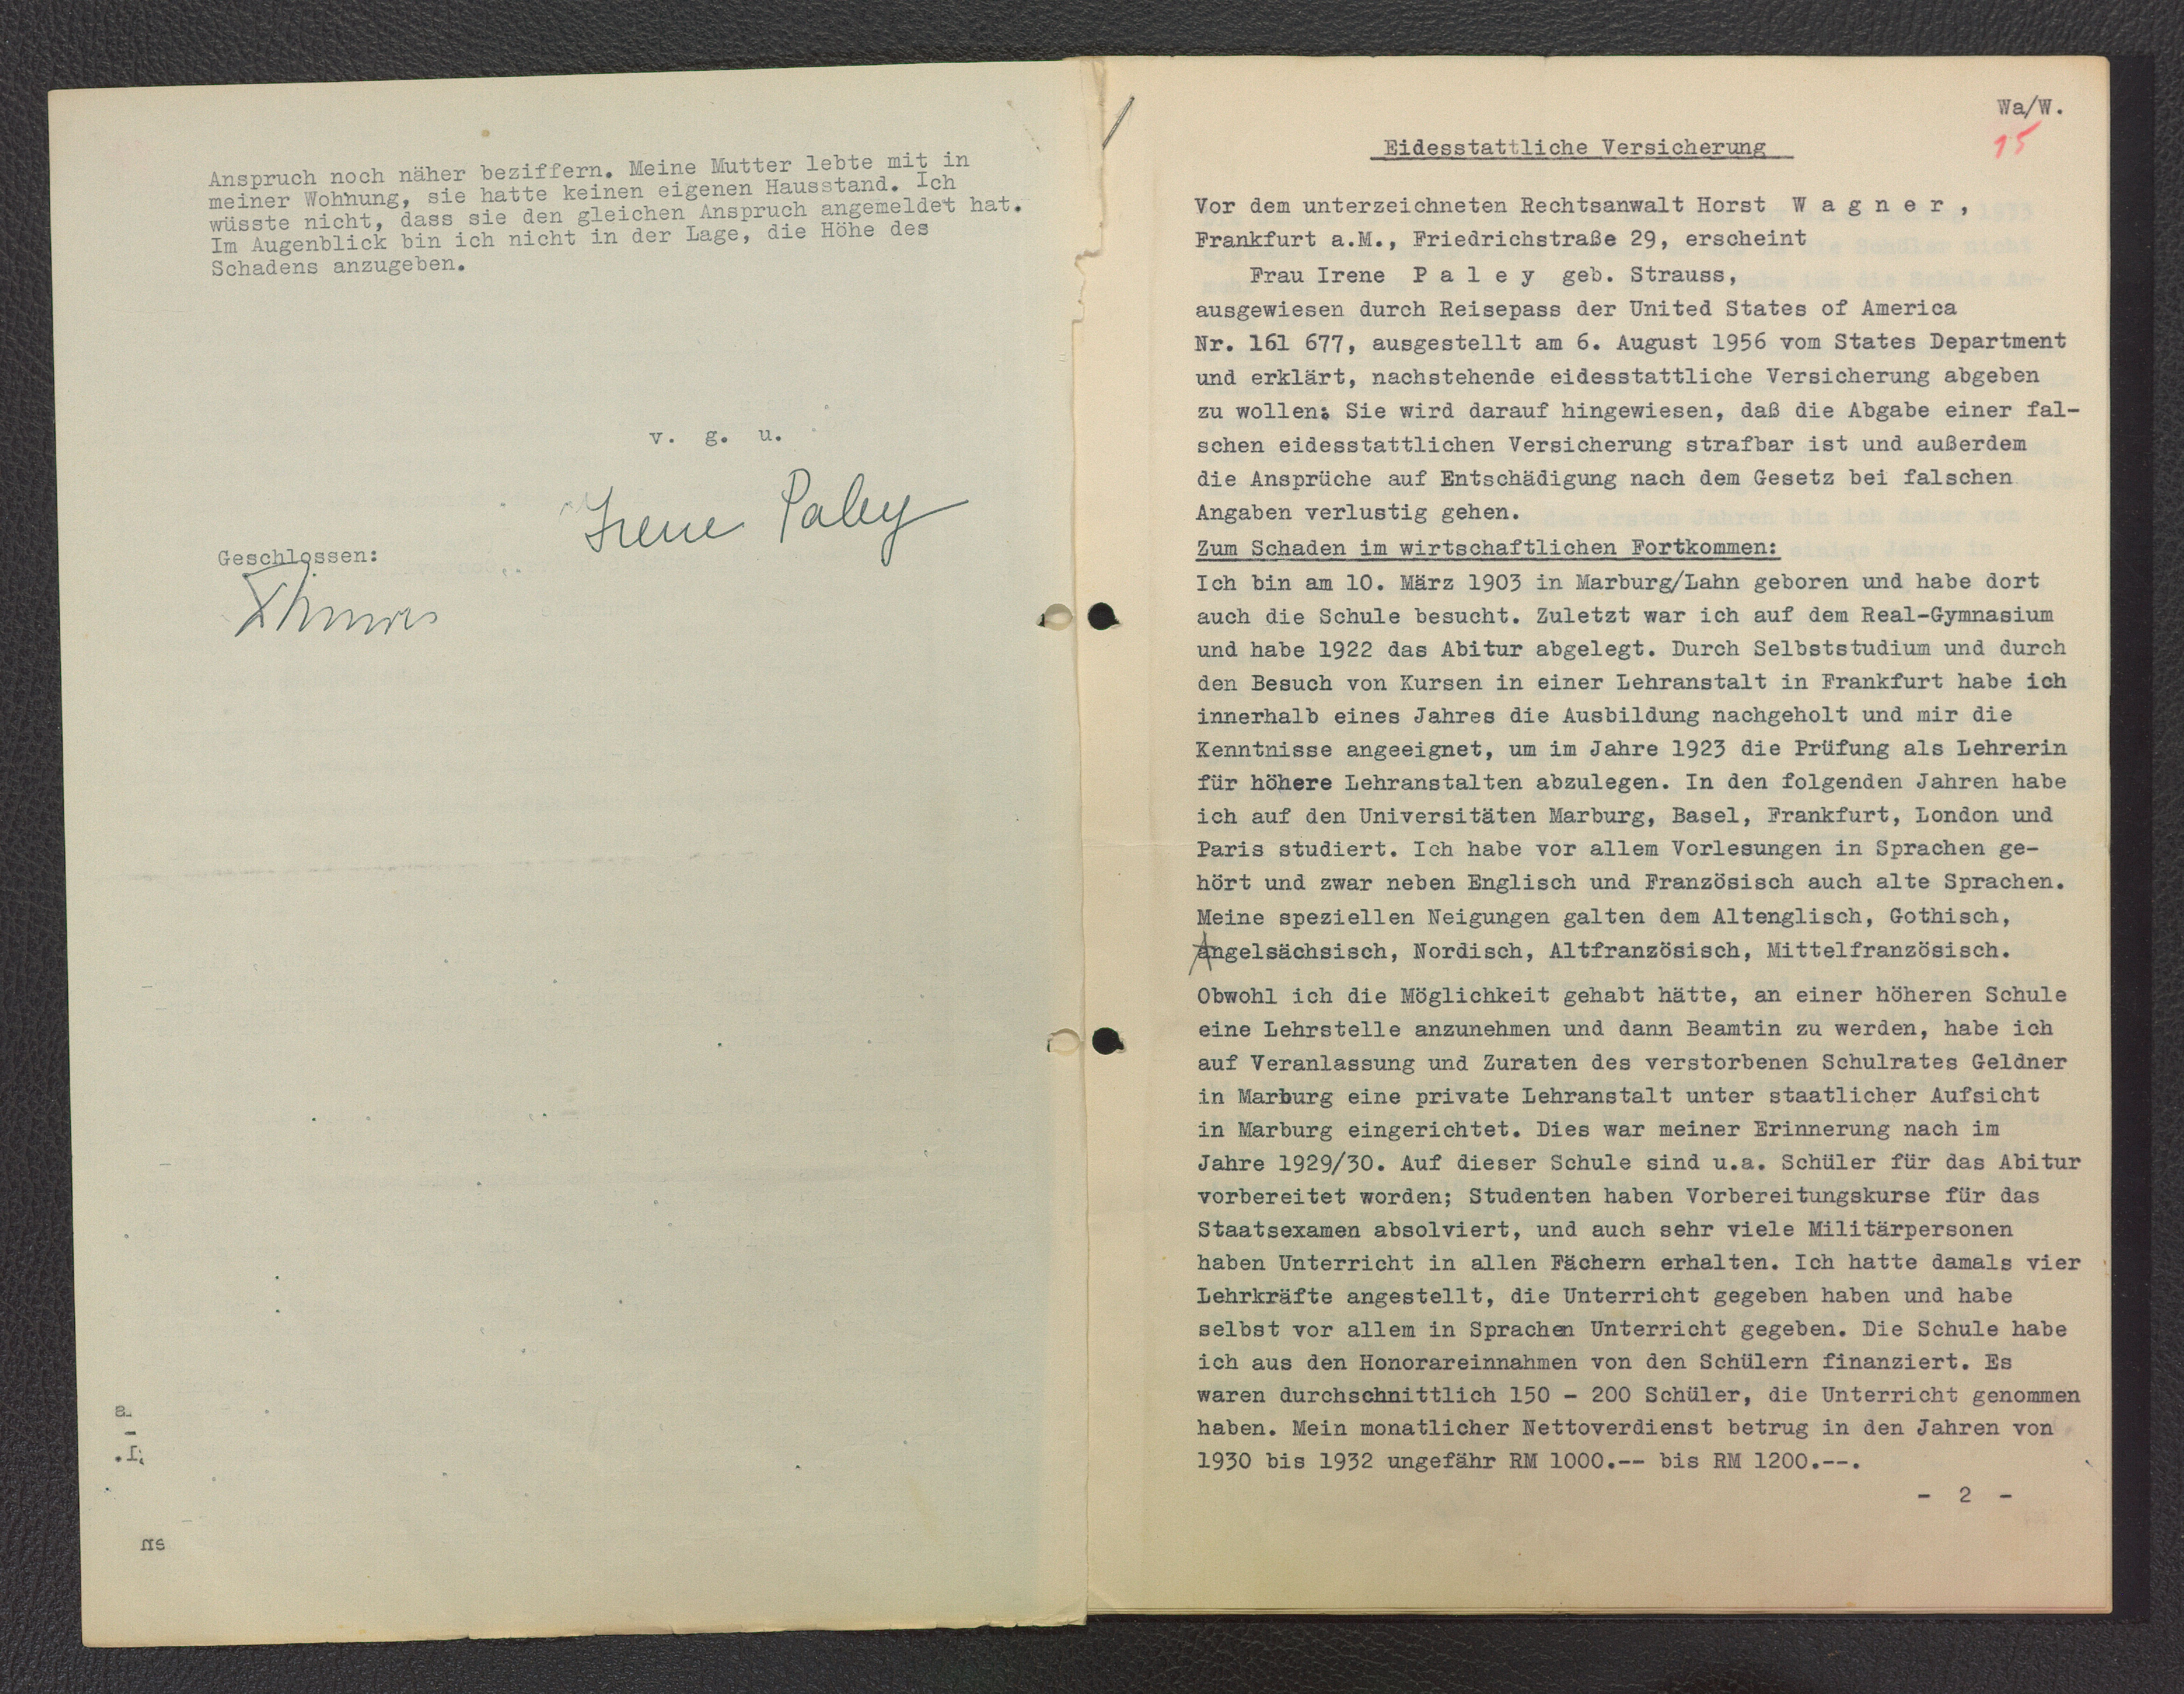 Anspruch noch näher beziffern. Meine Mutter lebte mit in
meiner Wohnung, sie hatte keinen eigenen Hausstand. Ich
wüsste nicht, dass sie den gleichen Anspruch angemeldet hat.
Im Augenblick bin ich nicht in der Lage, die Höhe des
Schadens anzugeben.
v. g. u.
Irene Paley
Geschlossen:
Wa/W.
15
Eidesstattliche Versicherung
Vor dem unterzeichneten Rechtsanwalt Horst W a g n e r ,
Frankfurt a.M., Friedrichstraße 29, erscheint
Frau Irene P a l e y geb. Strauss,
ausgewiesen durch Reisepass der United States of America
Nr. 161 677, ausgestellt am 6. August 1956 vom States Department
und erklärt, nachstehende eidesstattliche Versicherung abgeben
zu wollen: Sie wird darauf hingewiesen, daß die Abgabe einer fal-
schen eidesstattlichen Versicherung strafbar ist und außerdem
die Ansprüche auf Entschädigung nach dem Gesetz bei falschen
Angaben verlustig gehen.
Zum Schaden im wirtschaftlichen Fortkommen:
Ich bin am 10. März 1903 in Marburg/Lahn geboren und habe dort
auch die Schule besucht. Zuletzt war ich auf dem Real-Gymnasium
und habe 1922 das Abitur abgelegt. Durch Selbststudium und durch
den Besuch von Kursen in einer Lehranstalt in Frankfurt habe ich
innerhalb eines Jahres die Ausbildung nachgeholt und mir die
Kenntnisse angeeignet, um im Jahre 1923 die Prüfung als Lehrerin
für höhere Lehranstalten abzulegen. In den folgenden Jahren habe
ich auf den Universitäten Marburg, Basel, Frankfurt, London und
Paris studiert. Ich habe vor allem Vorlesungen in Sprachen ge-
hört und zwar neben Englisch und Französisch auch alte Sprachen.
Meine speziellen Neigungen galten dem Altenglisch, Gothisch,
Angelsächsisch, Nordisch, Altfranzösisch, Mittelfranzösisch.
Obwohl ich die Möglichkeit gehabt hätte, an einer höheren Schule
eine Lehrstelle anzunehmen und dann Beamtin zu werden, habe ich
auf Veranlassung und Zuraten des verstorbenen Schulrates Geldner
in Marburg eine private Lehranstalt unter staatlicher Aufsicht
in Marburg eingerichtet. Dies war meiner Erinnerung nach im
Jahre 1929/30. Auf dieser Schule sind u.a. Schüler für das Abitur
vorbereitet worden; Studenten haben Vorbereitungskurse für das
Staatsexamen absolviert, und auch sehr viele Militärpersonen
haben Unterricht in allen Fächern erhalten. Ich hatte damals vier
Lehrkräfte angestellt, die Unterricht gegeben haben und habe
selbst vor allem in Sprachen Unterricht gegeben. Die Schule habe
ich aus den Honorareinnahmen von den Schülern finanziert. Es
waren durchschnittlich 150 - 200 Schüler, die Unterricht genommen
haben. Mein monatlicher Nettoverdienst betrug in den Jahren von
1930 bis 1932 ungefähr RM 1000.-- bis RM 1200.--.
- 2 -